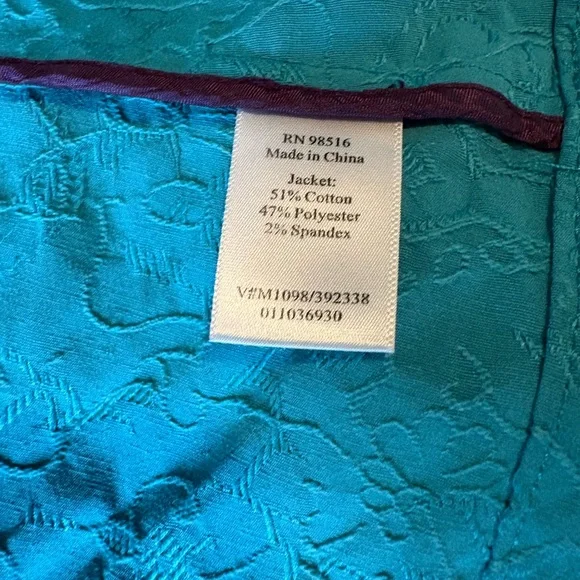 RN 98516
Made in China
Jacket:
51% Cotton
47% Polyester
2% Spandex
V#M1098/392338
011036930